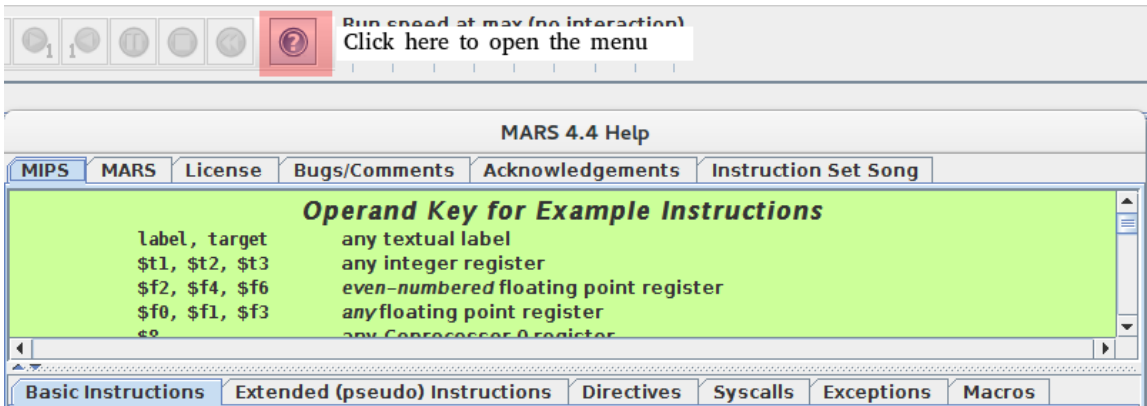 Run speed at max (no interaction)
1 1 ? Click here to open the menu
MARS 4.4 Help
MIPS MARS License Bugs/Comments Acknowledgements Instruction Set Song
Operand Key for Example Instructions
label, target any textual label
$t1, $t2, $t3 any integer register
$f2, $f4, $f6 even-numbered floating point register
$f0, $f1, $f3 any floating point register
$8 any Coprocessor 0 register
Basic Instructions Extended (pseudo) Instructions Directives Syscalls Exceptions Macros